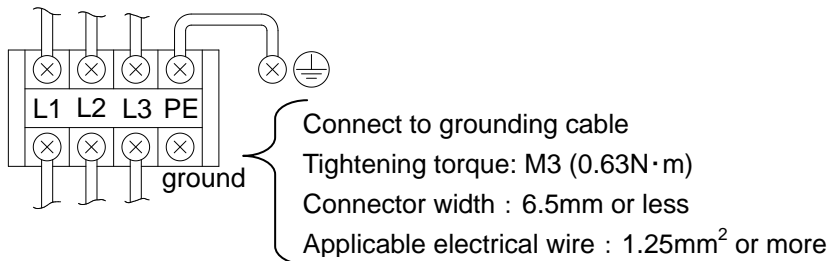 L1 L2 L3 PE
ground
Connect to grounding cable
Tightening torque: M3 (0.63N·m)
Connector width : 6.5mm or less
Applicable electrical wire : 1.25mm² or more